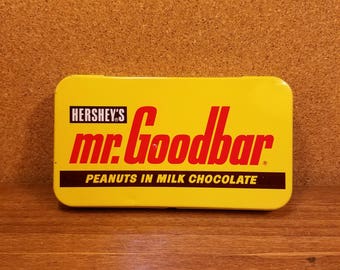 HERSHEY'S
mr.Goodbar®
PEANUTS IN MILK CHOCOLATE